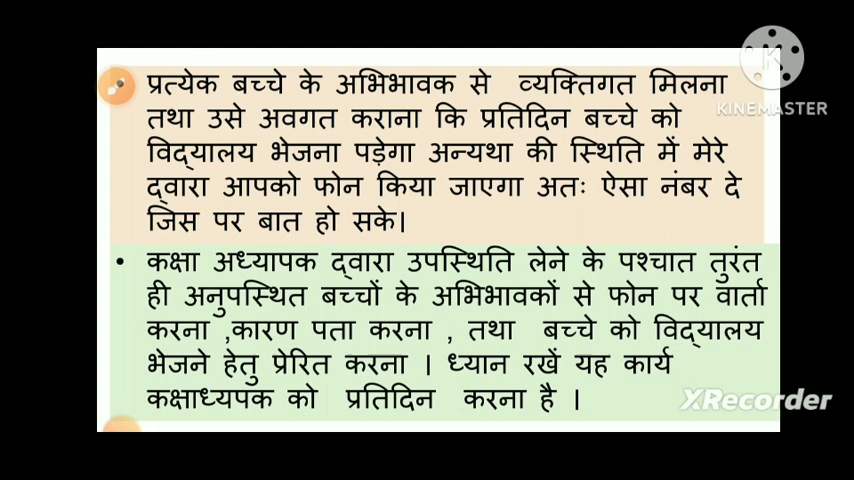 प्रत्येक बच्चे के अभिभावक से व्यक्तिगत मिलना
तथा उसे अवगत कराना कि प्रतिदिन बच्चे को
विद्यालय भेजना पड़ेगा अन्यथा की स्थिति में मेरे
द्वारा आपको फोन किया जाएगा अतः ऐसा नंबर दे
जिस पर बात हो सके।
• कक्षा अध्यापक द्वारा उपस्थिति लेने के पश्चात तुरंत
ही अनुपस्थित बच्चों के अभिभावकों से फोन पर वार्ता
करना ,कारण पता करना , तथा बच्चे को विद्यालय
भेजने हेतु प्रेरित करना । ध्यान रखें यह कार्य
कक्षाध्यपक को प्रतिदिन करना है ।
K
KINEMASTER
XRecorder